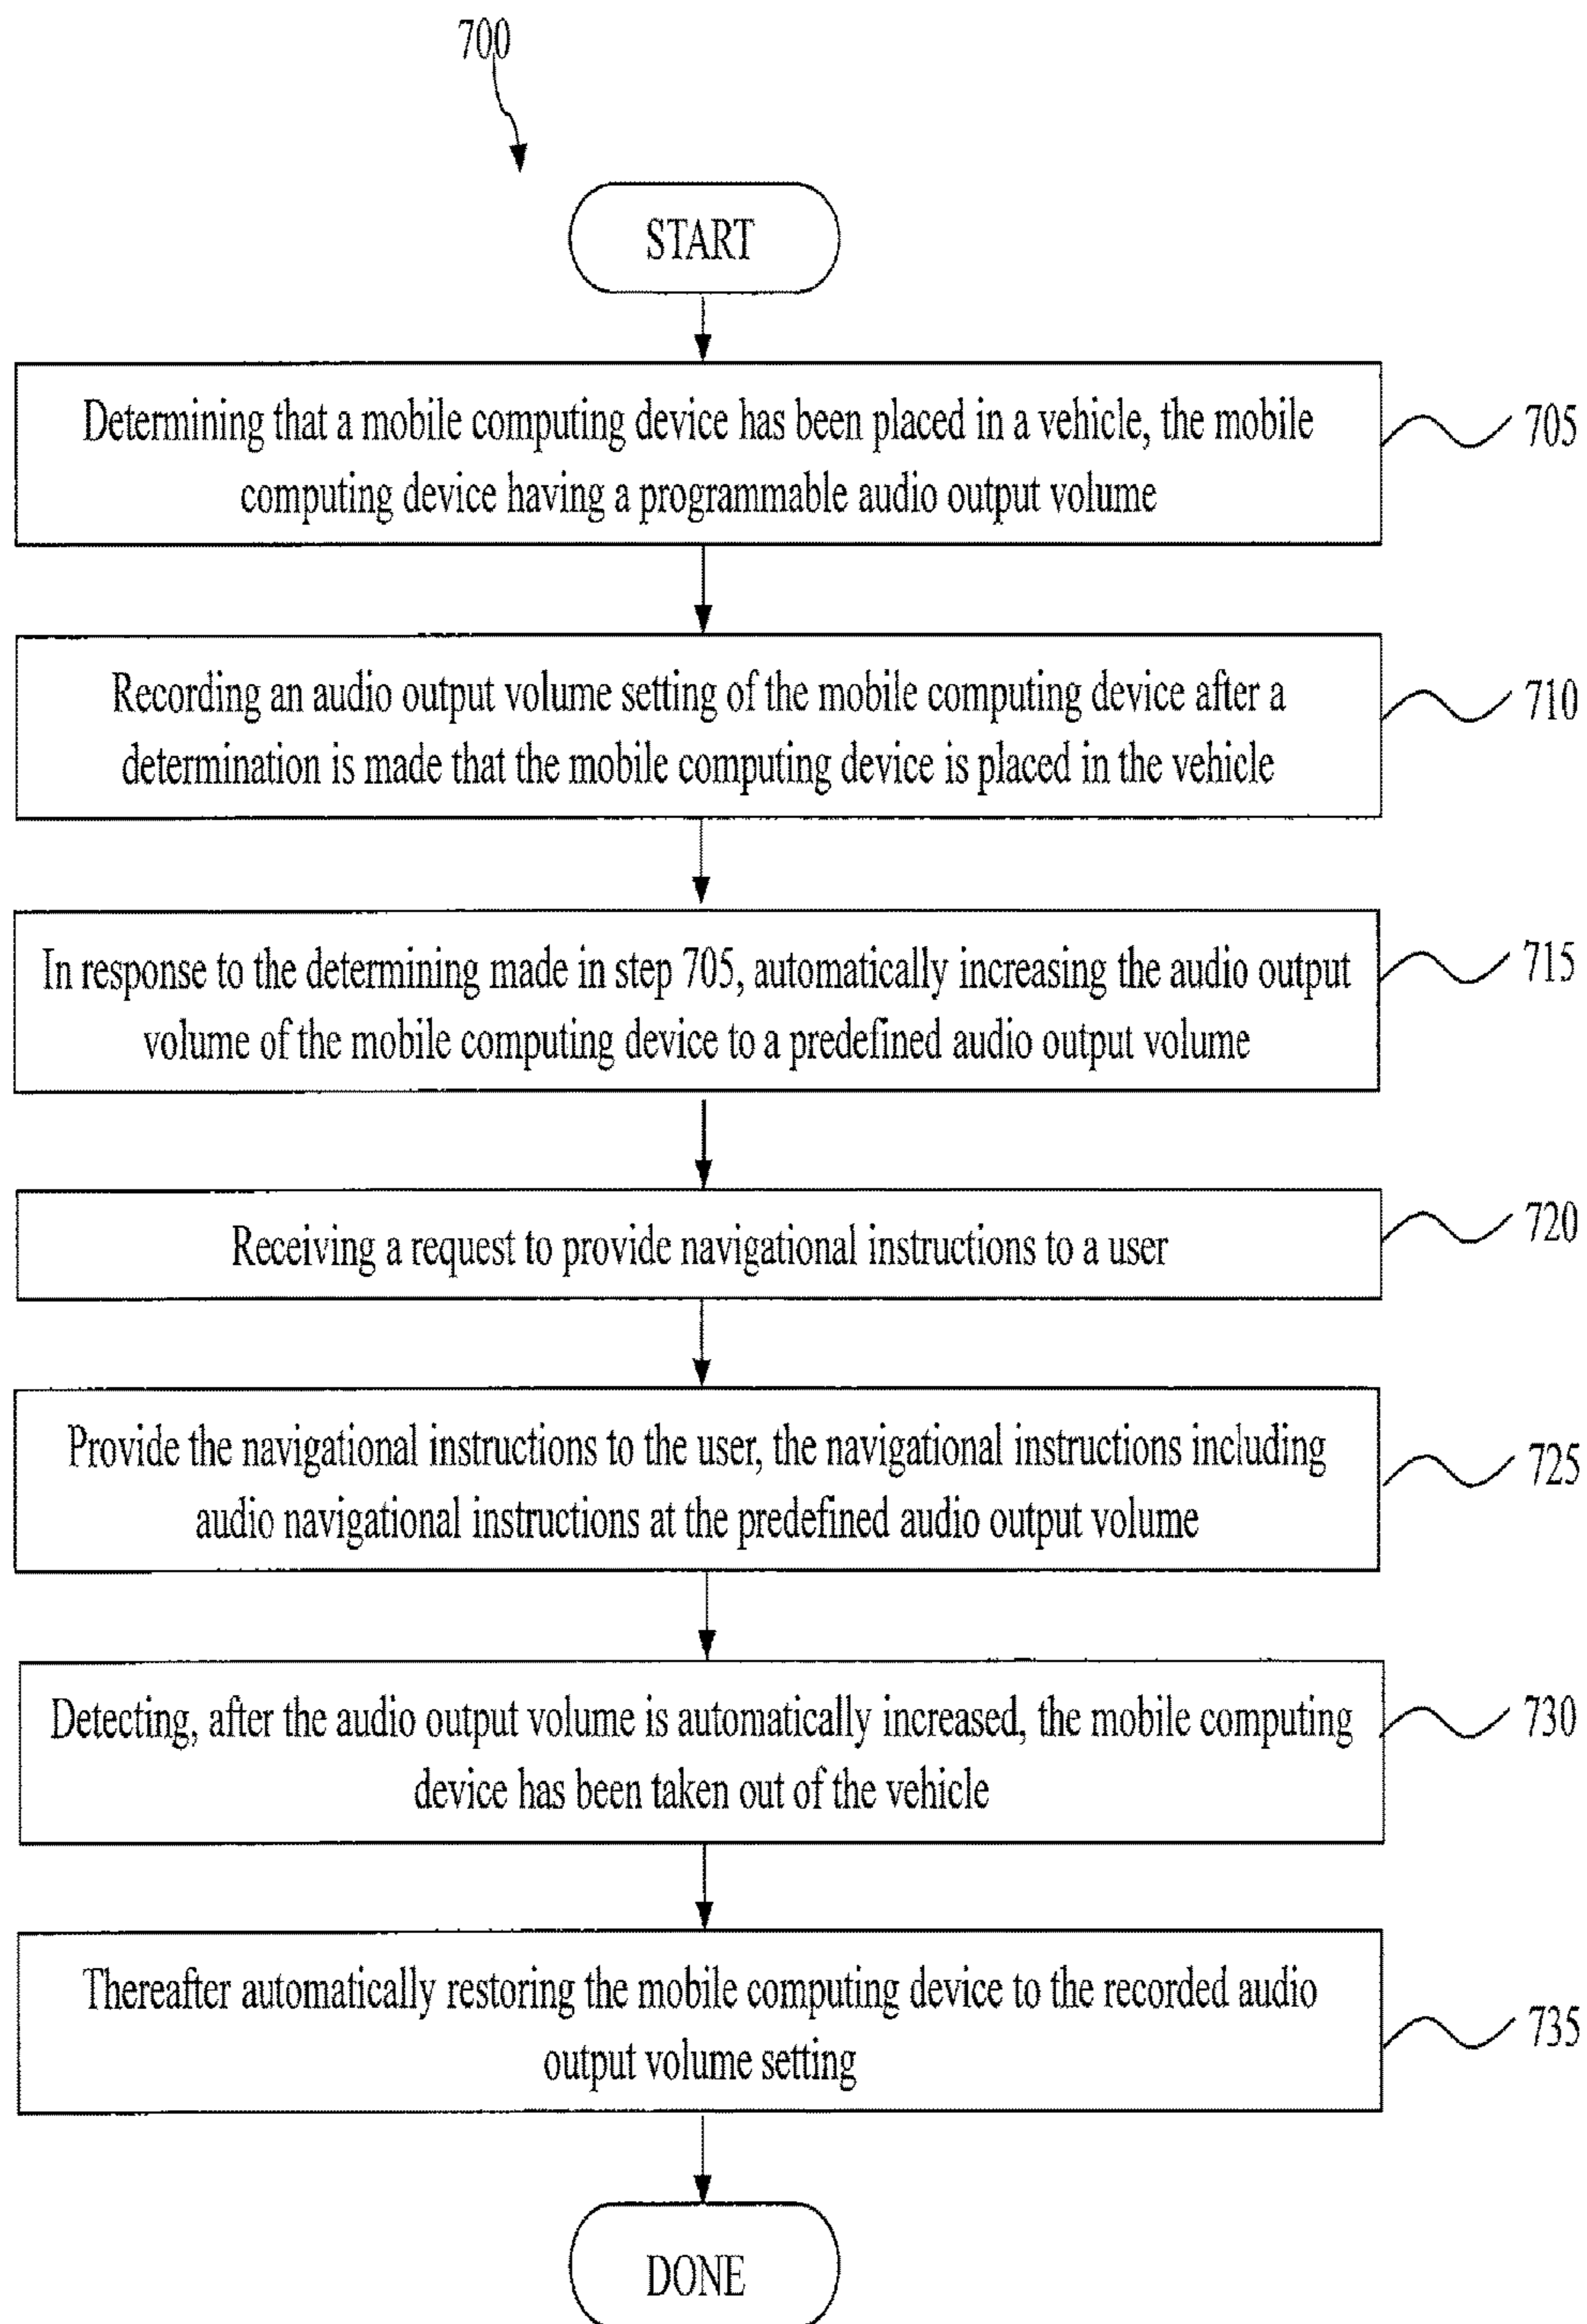 700
START
Determining that a mobile computing device has been placed in a vehicle, the mobile
computing device having a programmable audio output volume
705
Recording an audio output volume setting of the mobile computing device after a
determination is made that the mobile computing device is placed in the vehicle
710
In response to the determining made in step 705, automatically increasing the audio output
volume of the mobile computing device to a predefined audio output volume
715
Receiving a request to provide navigational instructions to a user
720
Provide the navigational instructions to the user, the navigational instructions including
audio navigational instructions at the predefined audio output volume
725
Detecting, after the audio output volume is automatically increased, the mobile computing
device has been taken out of the vehicle
730
Thereafter automatically restoring the mobile computing device to the recorded audio
output volume setting
735
DONE